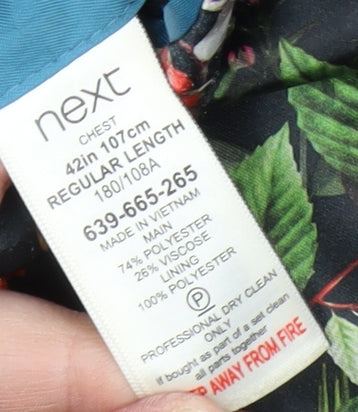 next
CHEST
42in 107cm
REGULAR LENGTH
180/108A
639-665-265
MADE IN VIETNAM
MAIN
74% POLYESTER
26% VISCOSE
LINING
100% POLYESTER
P
PROFESSIONAL DRY CLEAN
ONLY
If bought as part of a set clean
all parts together
AWAY FROM FIRE